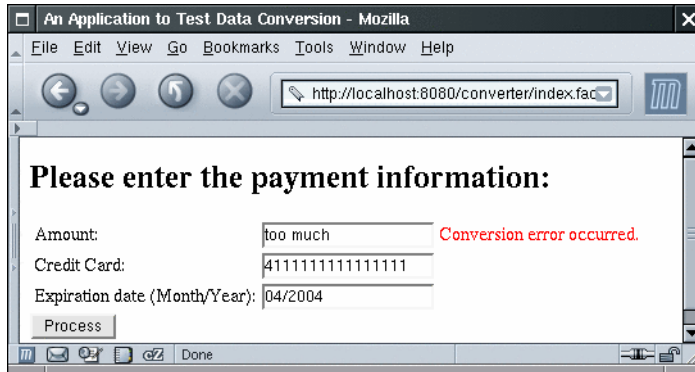 An Application to Test Data Conversion - Mozilla
File Edit View Go Bookmarks Tools Window Help
http://localhost:8080/converter/index.fac
Please enter the payment information:
Amount: too much Conversion error occurred.
Credit Card: 4111111111111111
Expiration date (Month/Year): 04/2004
Process
Done